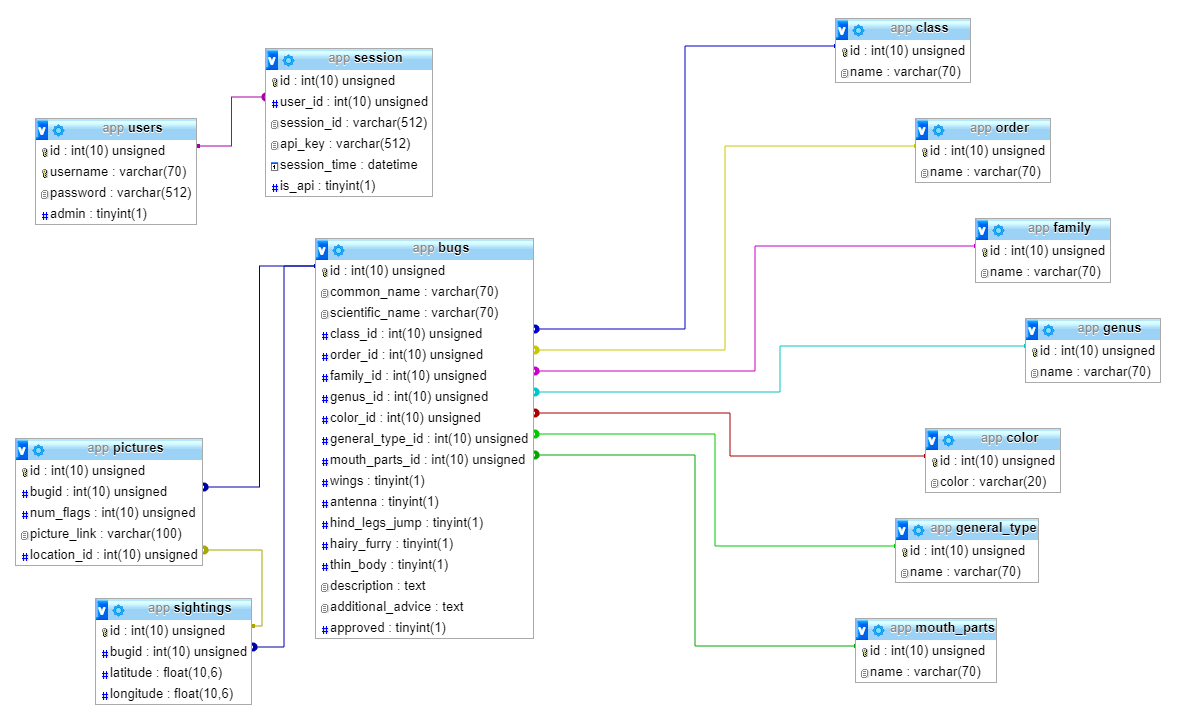 app class
id : int(10) unsigned
name : varchar(70)
app session
id : int(10) unsigned
user_id : int(10) unsigned
session_id : varchar(512)
api_key : varchar(512)
session_time : datetime
is_api : tinyint(1)
app users
id : int(10) unsigned
username : varchar(70)
password : varchar(512)
admin : tinyint(1)
app order
id : int(10) unsigned
name : varchar(70)
app family
id : int(10) unsigned
name : varchar(70)
app bugs
id : int(10) unsigned
common_name : varchar(70)
scientific_name : varchar(70)
class_id : int(10) unsigned
order_id : int(10) unsigned
family_id : int(10) unsigned
genus_id : int(10) unsigned
color_id : int(10) unsigned
general_type_id : int(10) unsigned
mouth_parts_id : int(10) unsigned
wings : tinyint(1)
antenna : tinyint(1)
hind_legs_jump : tinyint(1)
hairy_furry : tinyint(1)
thin_body : tinyint(1)
description : text
additional_advice : text
approved : tinyint(1)
app genus
id : int(10) unsigned
name : varchar(70)
app color
id : int(10) unsigned
color : varchar(20)
app pictures
id : int(10) unsigned
bugid : int(10) unsigned
num_flags : int(10) unsigned
picture_link : varchar(100)
location_id : int(10) unsigned
app general_type
id : int(10) unsigned
name : varchar(70)
app sightings
id : int(10) unsigned
bugid : int(10) unsigned
latitude : float(10,6)
longitude : float(10,6)
app mouth_parts
id : int(10) unsigned
name : varchar(70)